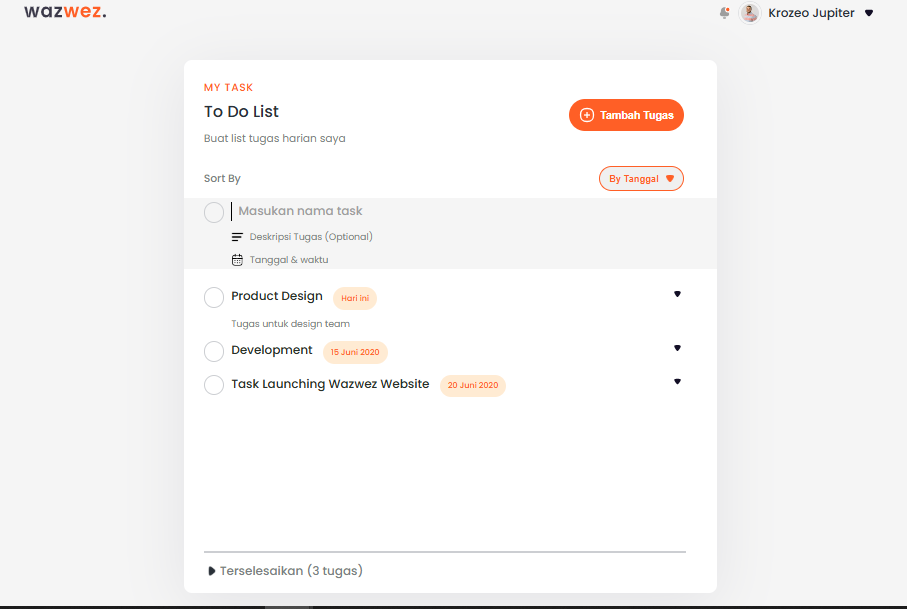 wazwez.
Krozeo Jupiter
MY TASK
To Do List
Tambah Tugas
Buat list tugas harian saya
Sort By
By Tanggal
Masukan nama task
Deskripsi Tugas (Optional)
Tanggal & waktu
Product Design
Hari ini
Tugas untuk design team
Development
15 Juni 2020
Task Launching Wazwez Website
20 Juni 2020
Terselesaikan (3 tugas)